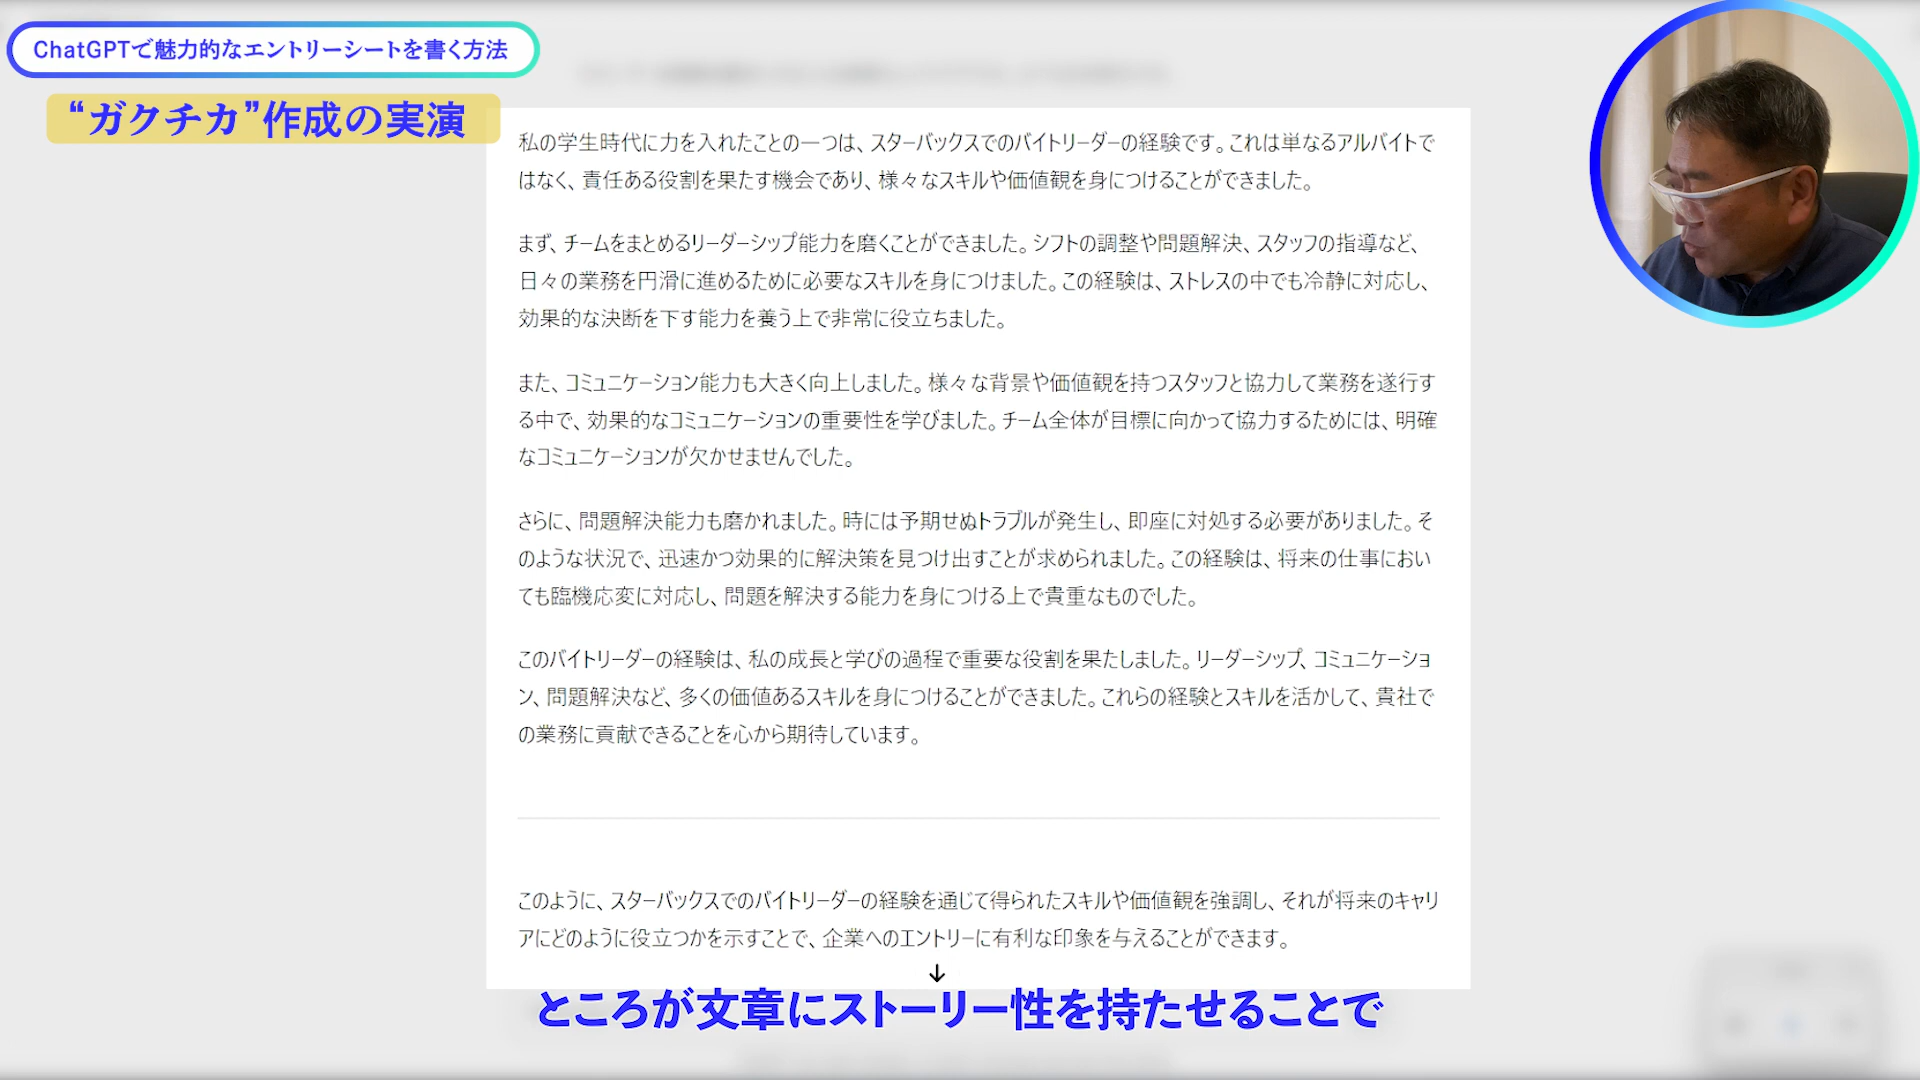 ChatGPTで魅力的なエントリーシートを書く方法
“ガクチカ”作成の実演
私の学生時代に力を入れたことの一つは、スターバックスでのバイトリーダーの経験です。これは単なるアルバイトで
はなく、責任ある役割を果たす機会であり、様々なスキルや価値観を身につけることができました。
まず、チームをまとめるリーダーシップ能力を磨くことができました。シフトの調整や問題解決、スタッフの指導など、
日々の業務を円滑に進めるために必要なスキルを身につけました。この経験は、ストレスの中でも冷静に対応し、
効果的な決断を下す能力を養う上で非常に役立ちました。
また、コミュニケーション能力も大きく向上しました。様々な背景や価値観を持つスタッフと協力して業務を遂行す
る中で、効果的なコミュニケーションの重要性を学びました。チーム全体が目標に向かって協力するためには、明確
なコミュニケーションが欠かせませんでした。
さらに、問題解決能力も磨かれました。時には予期せぬトラブルが発生し、即座に対処する必要がありました。そ
のような状況で、迅速かつ効果的に解決策を見つけ出すことが求められました。この経験は、将来の仕事におい
ても臨機応変に対応し、問題を解決する能力を身につける上で貴重なものでした。
このバイトリーダーの経験は、私の成長と学びの過程で重要な役割を果たしました。リーダーシップ、コミュニケーショ
ン、問題解決など、多くの価値あるスキルを身につけることができました。これらの経験とスキルを活かして、貴社で
の業務に貢献できることを心から期待しています。
このように、スターバックスでのバイトリーダーの経験を通じて得られたスキルや価値観を強調し、それが将来のキャリ
アにどのように役立つかを示すことで、企業へのエントリーに有利な印象を与えることができます。
↓
ところが文章にストーリー性を持たせることで